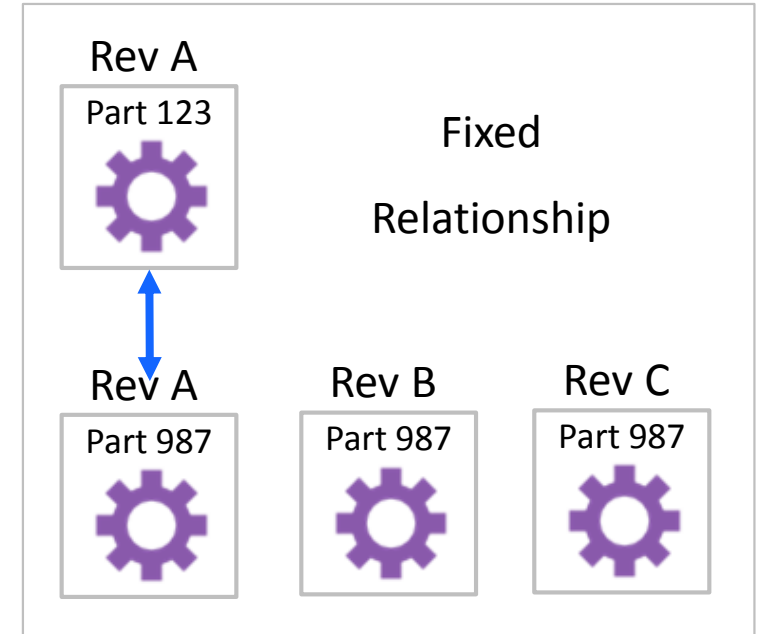 Rev A
Part 123
Fixed
Relationship
Rev A
Part 987
Rev B
Part 987
Rev C
Part 987